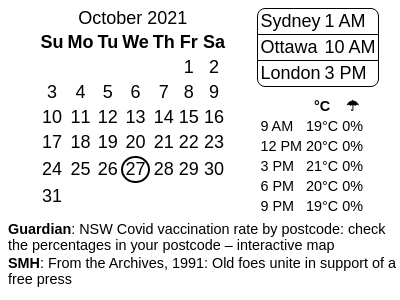 October 2021
Su Mo Tu We Th Fr Sa
1 2
3 4 5 6 7 8 9
10 11 12 13 14 15 16
17 18 19 20 21 22 23
24 25 26 27 28 29 30
31
Sydney 1 AM
Ottawa 10 AM
London 3 PM
°C ☂
9 AM 19°C 0%
12 PM 20°C 0%
3 PM 21°C 0%
6 PM 20°C 0%
9 PM 19°C 0%
Guardian: NSW Covid vaccination rate by postcode: check
the percentages in your postcode – interactive map
SMH: From the Archives, 1991: Old foes unite in support of a
free press